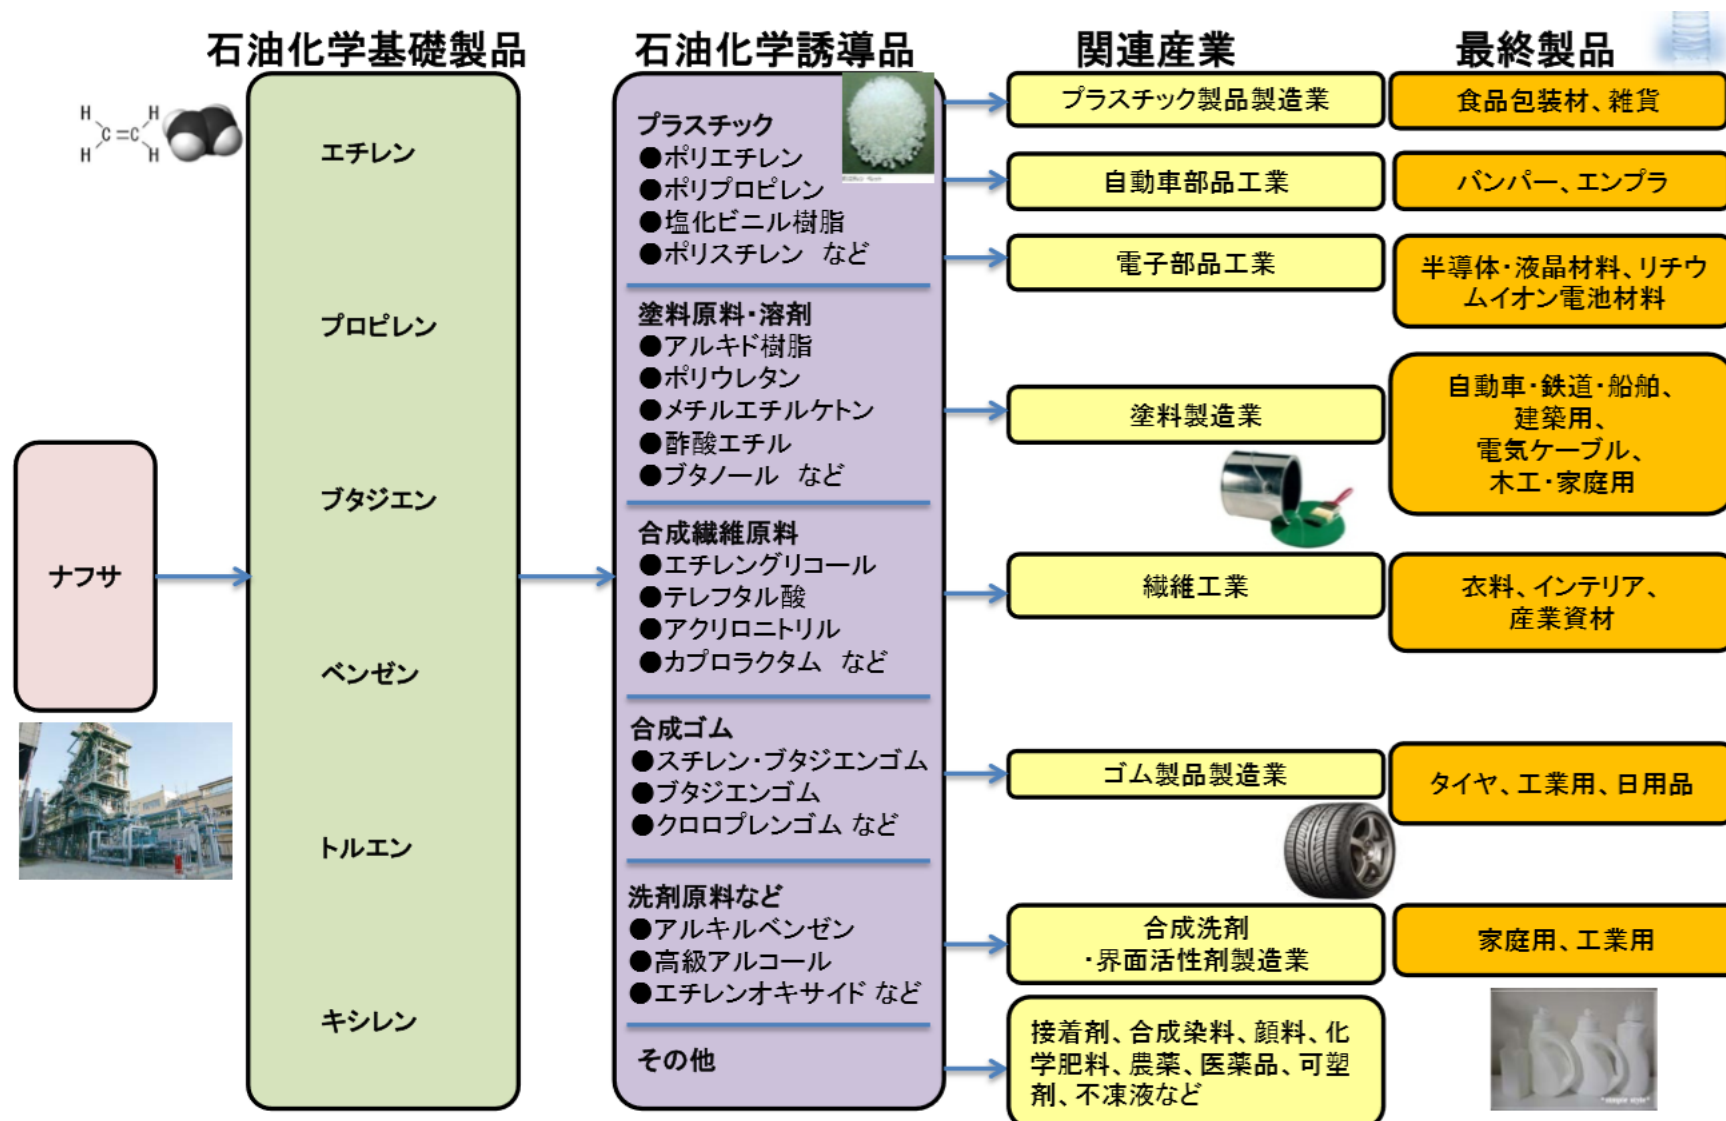 石油化学基礎製品
石油化学誘導品
関連産業
最終製品
H
H
C=C
H
H
ナフサ
エチレン
プロピレン
ブタジエン
ベンゼン
トルエン
キシレン
プラスチック
●ポリエチレン
●ポリプロピレン
●塩化ビニル樹脂
●ポリスチレン など
塗料原料・溶剤
●アルキド樹脂
●ポリウレタン
●メチルエチルケトン
●酢酸エチル
●ブタノール など
合成繊維原料
●エチレングリコール
●テレフタル酸
●アクリロニトリル
●カプロラクタム など
合成ゴム
●スチレン・ブタジエンゴム
●ブタジエンゴム
●クロロプレンゴム など
洗剤原料など
●アルキルベンゼン
●高級アルコール
●エチレンオキサイド など
その他
プラスチック製品製造業
自動車部品工業
電子部品工業
塗料製造業
繊維工業
ゴム製品製造業
合成洗剤
・界面活性剤製造業
接着剤、合成染料、顔料、化
学肥料、農薬、医薬品、可塑
剤、不凍液など
食品包装材、雑貨
バンパー、エンプラ
半導体・液晶材料、リチウ
ムイオン電池材料
自動車・鉄道・船舶、
建築用、
電気ケーブル、
木工・家庭用
衣料、インテリア、
産業資材
タイヤ、工業用、日用品
家庭用、工業用